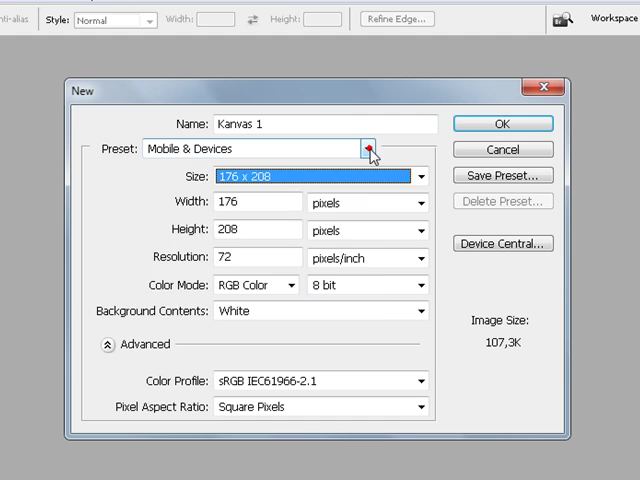 nti-alias Style: Normal Width: Height: Refine Edge... Workspace
New
Name: Kanvas 1 OK
Preset: Mobile & Devices Cancel
Size: 176 x 208 Save Preset...
Width: 176 pixels Delete Preset...
Height: 208 pixels
Device Central...
Resolution: 72 pixels/inch
Color Mode: RGB Color 8 bit
Background Contents: White
Image Size:
107,3K
Advanced
Color Profile: sRGB IEC61966-2.1
Pixel Aspect Ratio: Square Pixels